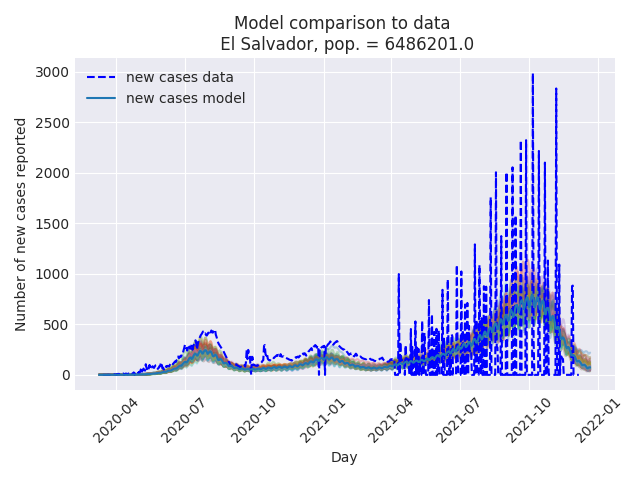 Model comparison to data
El Salvador, pop. = 6486201.0
new cases data
new cases model
Number of new cases reported
3000
2500
2000
1500
1000
500
0
2020-04
2020-07
2020-10
2021-01
2021-04
2021-07
2021-10
2022-01
Day